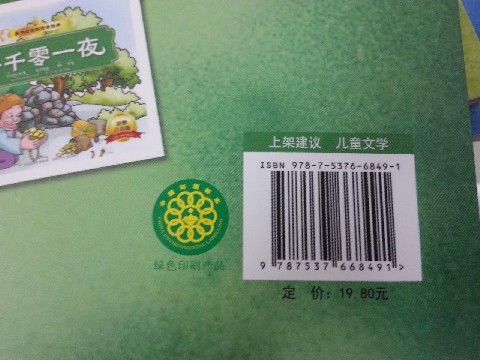 一千零一夜
上架建议 儿童文学
ISBN 978-7-5376-6849-1
9 787537 668491>
绿色印刷产品
定 价：19.80元